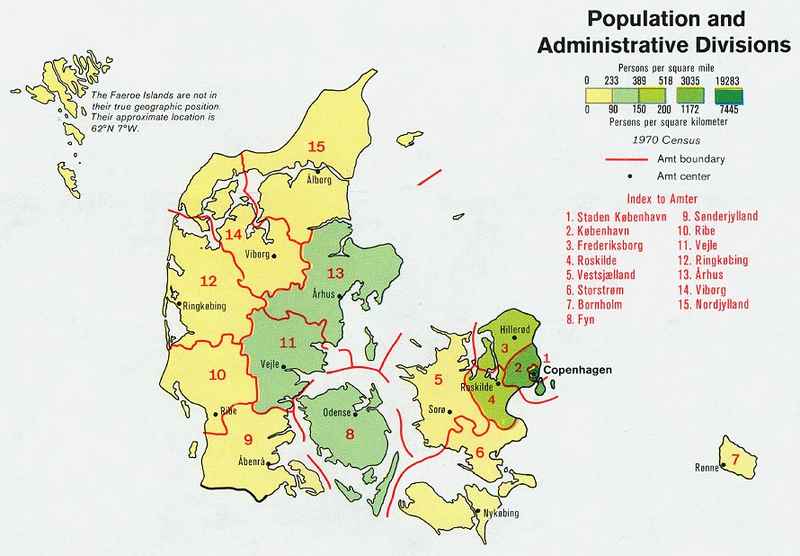 Population and
Administrative Divisions
Persons per square mile
0 233 389 518 3035 19283
0 90 150 200 1172 7445
Persons per square kilometer
1970 Census
Amt boundary
Amt center
Index to Amter
1. Staden København
2. København
3. Frederiksborg
4. Roskilde
5. Vestsjælland
6. Storstrøm
7. Bornholm
8. Fyn
9. Sønderjylland
10. Ribe
11. Vejle
12. Ringkøbing
13. Århus
14. Viborg
15. Nordjylland
The Faeroe Islands are not in
their true geographic position.
Their approximate location is
62°N 7°W.
15
Ålborg
14
Viborg
13
12
Århus
Ringkøbing
Hillerød
11
3
1
Vejle
5
2
Copenhagen
10
Roskilde
4
Ribe
Odense
Sorø
9
8
6
Åbenrå
7
Rønne
Nykøbing